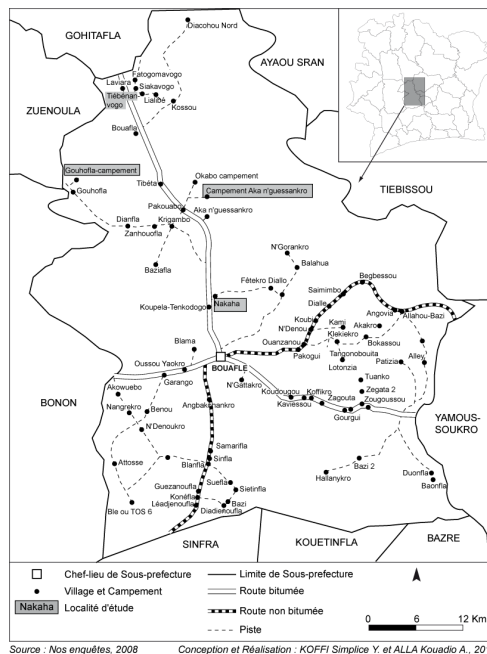 GOHITAFLA
Diacohou Nord
AYAOU SRAN
Fatogomavogo
Laviara
Siakavogo
Tiébénan-
vogo
Lialibé
Kossou
ZUENOULA
Bouafla
Gouhofla-campement
Gouhofla
Tibéta
Okabo campement
Campement Aka n'guessankro
TIEBISSOU
Pakouabo
Aka n'guessankro
Dianfla
Krigambo
Zanhouofla
Baziafla
N'Gorankro
Balahua
Fêtekro Diallo
Begbessou
Saimimbo
Nakaha
Koupela-Tenkodogo
Dialle
Angovia
Allahou-Bazi
Koubi
Kami
Akakro
N'Denou
Klekiekro
Bokassou
Ouanzanou
Blama
Pakogui
Tangonobouita
Patizia
Alley
Lotonzia
Oussou Yaokro
BOUAFLE
Garango
N'Gattakro
Tuanko
BONON
Akowuebo
Koudougou
Koffikro
Zegata 2
Kaviessou
Zagouta
Zougoussou
Nangrekro
Benou
Angbakonankro
Gourgui
YAMOUS-
SOUKRO
N'Denoukro
Samarifla
Attosse
Blanfla
Sinfla
Bazi 2
Hallanykro
Duonfla
Baonfla
Suefla
Guezanoufla
Sietinfla
Konéfla
Ble ou TOS 6
Léadjenoufla
Bazi
Diadienoufla
SINFRA
KOUETINFLA
BAZRE
Chef-lieu de Sous-prefecture
Limite de Sous-prefecture
Village et Campement
Route bitumée
Nakaha
Localité d'étude
Route non bitumée
Piste
0 6 12 Km
Source : Nos enquêtes, 2008
Conception et Réalisation : KOFFI Simplice Y. et ALLA Kouadio A., 201